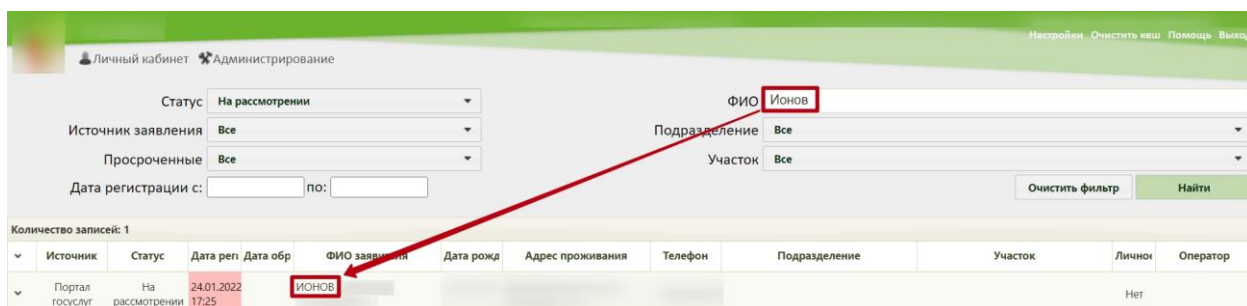 Настройки Очистить кеш Помощь Выход
Личный кабинет Администрирование
Статус На рассмотрении ФИО Ионов
Источник заявления Все Подразделение Все
Просроченные Все Участок Все
Дата регистрации с: по: Очистить фильтр Найти
Количество записей: 1
Источник Статус Дата реги Дата обр ФИО заявителя Дата рожд Адрес проживания Телефон Подразделение Участок Личное Оператор
Портал На 24.01.2022 ИОНОВ
госуслуг рассмотрении 17:25 Нет